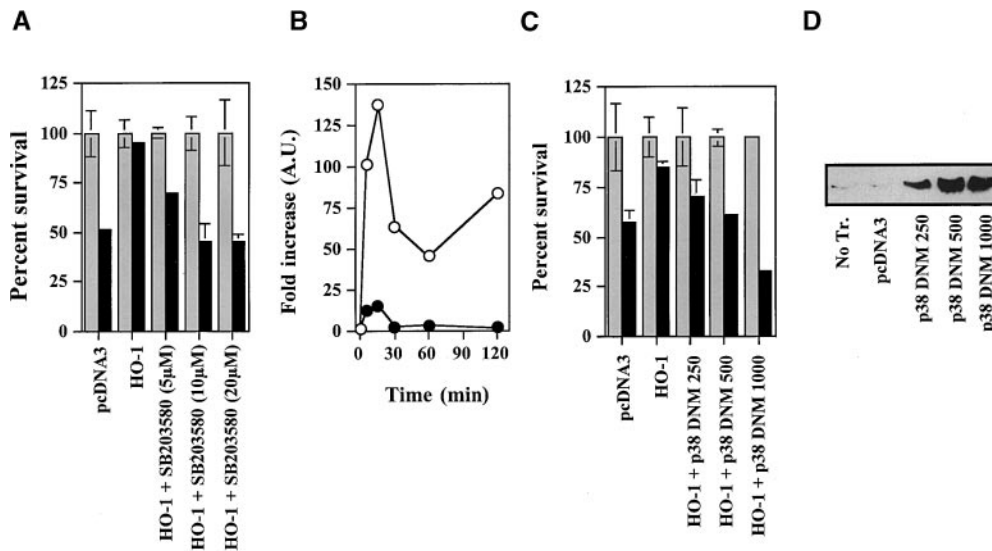 A
Percent survival
125
100
75
50
25
0
pcDNA3
HO-1
HO-1 + SB203580 (5µM)
HO-1 + SB203580 (10µM)
HO-1 + SB203580 (20µM)
B
Fold increase (A.U.)
150
125
100
75
50
25
0
0 30 60 90 120
Time (min)
C
Percent survival
125
100
75
50
25
0
pcDNA3
HO-1
HO-1 + p38 DNM 250
HO-1 + p38 DNM 500
HO-1 + p38 DNM 1000
D
No Tr.
pcDNA3
p38 DNM 250
p38 DNM 500
p38 DNM 1000